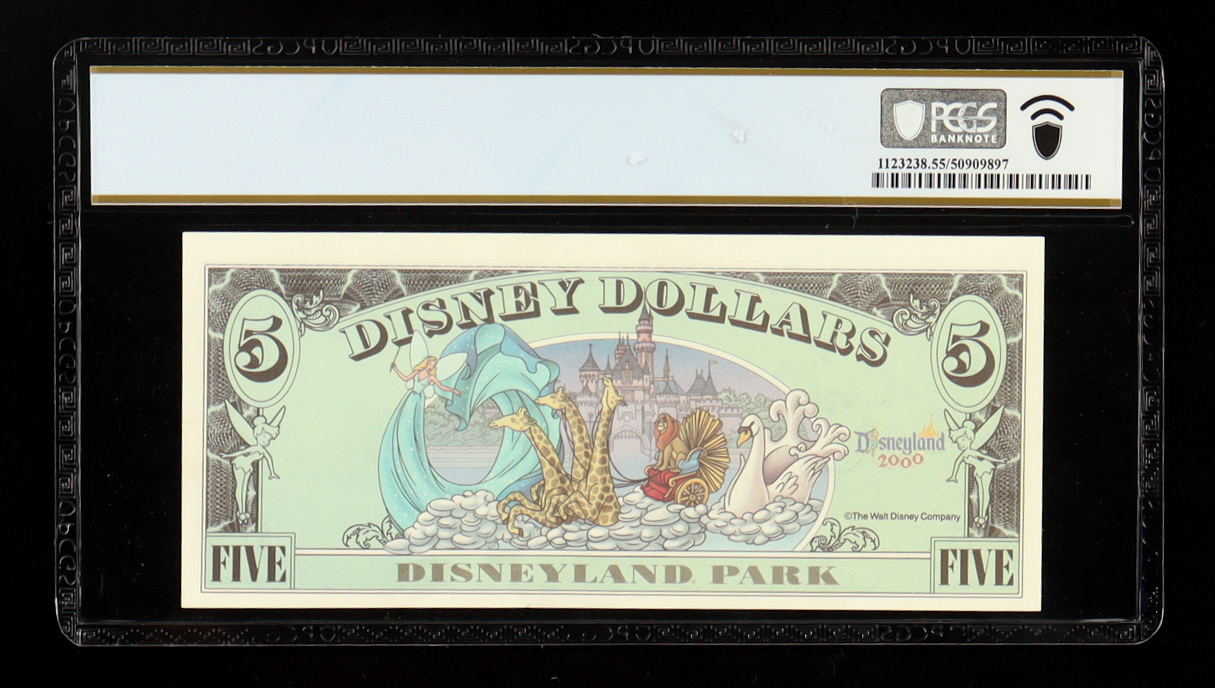 PCGS
BANKNOTE
1123238.55/50909897
DISNEY DOLLARS
5
5
Disneyland
2000
©The Walt Disney Company
FIVE
FIVE
DISNEYLAND PARK